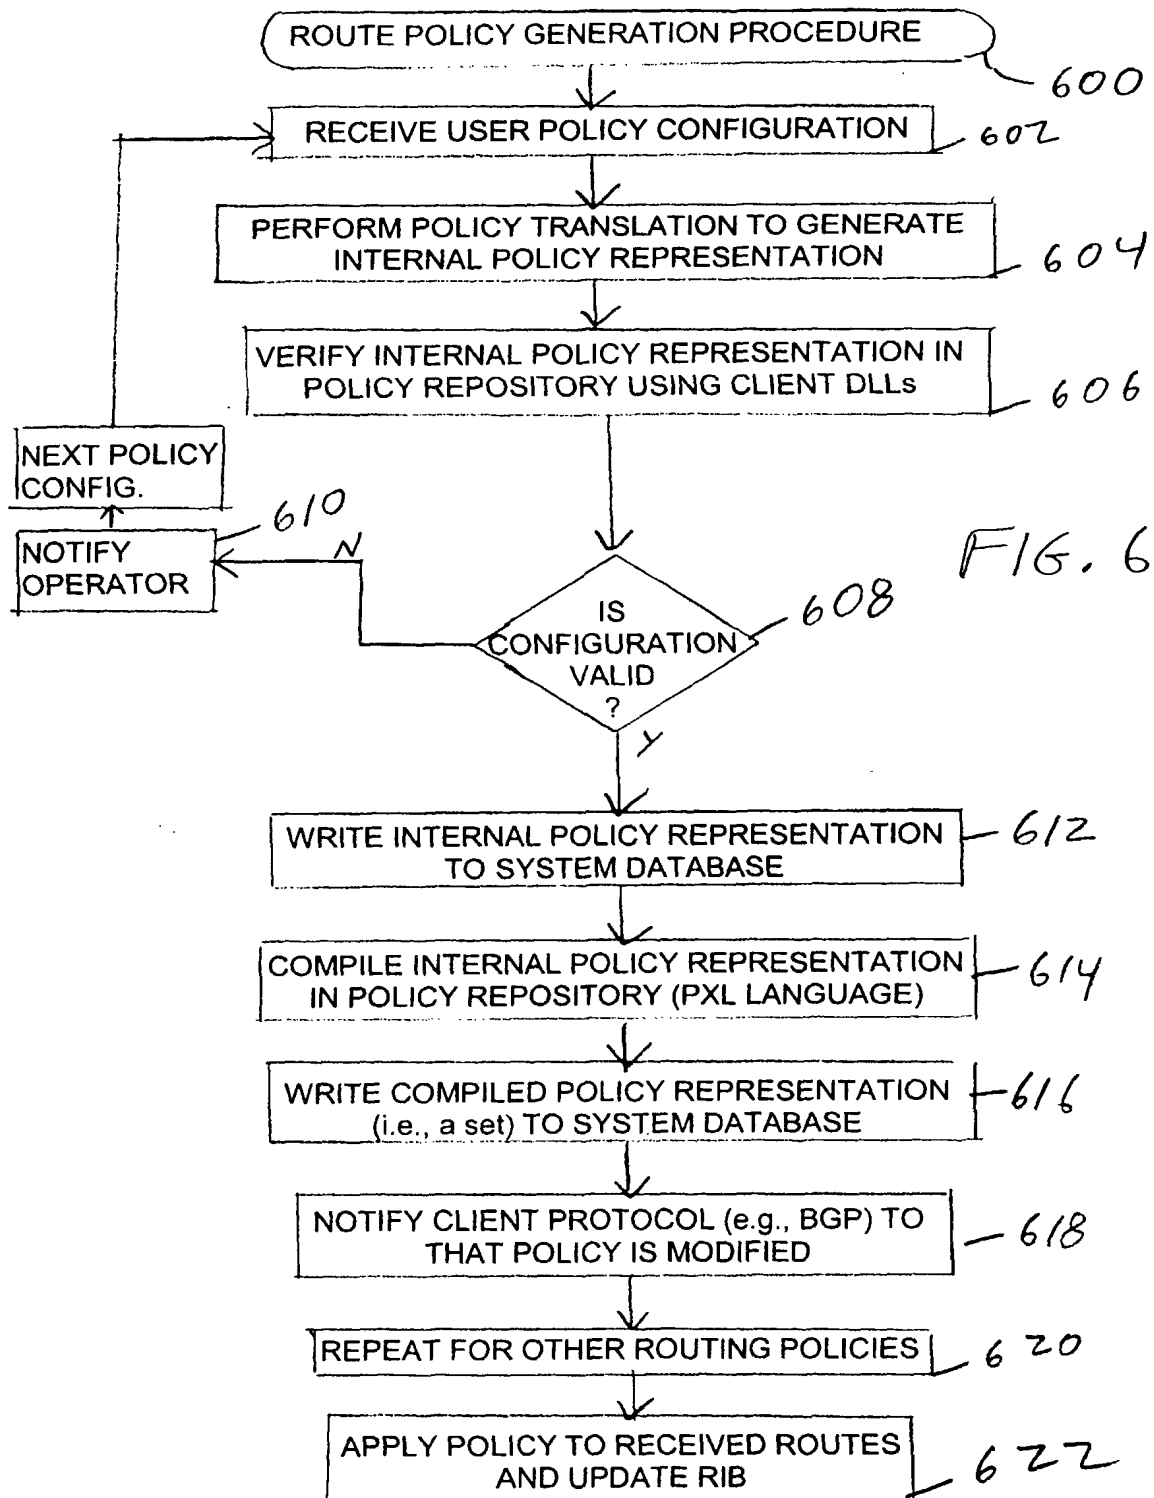 ROUTE POLICY GENERATION PROCEDURE
600
RECEIVE USER POLICY CONFIGURATION
602
PERFORM POLICY TRANSLATION TO GENERATE
INTERNAL POLICY REPRESENTATION
604
VERIFY INTERNAL POLICY REPRESENTATION IN
POLICY REPOSITORY USING CLIENT DLLs
606
NEXT POLICY
CONFIG.
610
NOTIFY
OPERATOR
N
FIG. 6
IS
CONFIGURATION
VALID
?
608
Y
WRITE INTERNAL POLICY REPRESENTATION
TO SYSTEM DATABASE
612
COMPILE INTERNAL POLICY REPRESENTATION
IN POLICY REPOSITORY (PXL LANGUAGE)
614
WRITE COMPILED POLICY REPRESENTATION
(i.e., a set) TO SYSTEM DATABASE
616
NOTIFY CLIENT PROTOCOL (e.g., BGP) TO
THAT POLICY IS MODIFIED
618
REPEAT FOR OTHER ROUTING POLICIES
620
APPLY POLICY TO RECEIVED ROUTES
AND UPDATE RIB
622